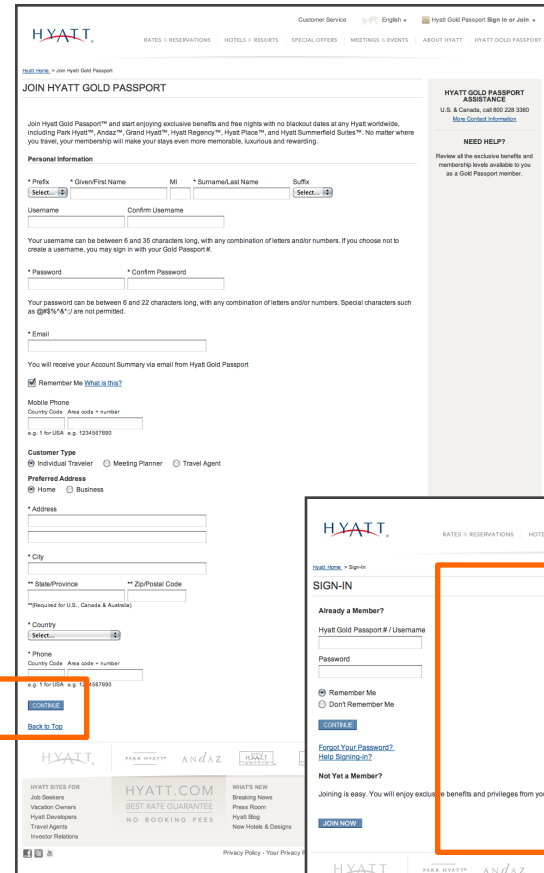 Customer Service English Hyatt Gold Passport Sign In or Join
HYATT
RATES & RESERVATIONS HOTELS & RESORTS SPECIAL OFFERS MEETINGS & EVENTS ABOUT HYATT HYATT GOLD PASSPORT
Hyatt Home > Join Hyatt Gold Passport
JOIN HYATT GOLD PASSPORT
Join Hyatt Gold Passport™ and start enjoying exclusive benefits and free nights with no blackout dates at any Hyatt worldwide,
including Park Hyatt™, Andaz™, Grand Hyatt™, Hyatt Regency™, Hyatt Place™, and Hyatt Summerfield Suites™. No matter where
you travel, your membership will make your stays even more memorable, luxurious and rewarding.
HYATT GOLD PASSPORT
ASSISTANCE
U.S. & Canada, call 800 228 3360
More Contact Information
NEED HELP?
Review all the exclusive benefits and
membership levels available to you
as a Gold Passport member.
Personal Information
* Prefix * Given/First Name MI * Surname/Last Name Suffix
Select... Select...
Username Confirm Username
Your username can be between 6 and 35 characters long, with any combination of letters and/or numbers. If you choose not to
create a username, you may sign in with your Gold Passport #.
* Password * Confirm Password
Your password can be between 6 and 22 characters long, with any combination of letters and/or numbers. Special characters such
as @#$%^&*:;/ are not permitted.
* Email
You will receive your Account Summary via email from Hyatt Gold Passport
Remember Me What is this?
Mobile Phone
Country Code Area code + number
e.g. 1 for USA e.g. 1234567890
Customer Type
Individual Traveler Meeting Planner Travel Agent
Preferred Address
Home Business
* Address
* City
** State/Province ** Zip/Postal Code
**(Required for U.S., Canada & Australia)
* Country
Select...
* Phone
Country Code Area code + number
e.g. 1 for USA e.g. 1234567890
CONTINUE
Back to Top
HYATT PARK HYATT ANdAZ HYATT
HYATT SITES FOR
Job Seekers
Vacation Owners
Hyatt Developers
Travel Agents
Investor Relations
HYATT.COM
BEST RATE GUARANTEE
NO BOOKING FEES
WHAT'S NEW
Breaking News
Press Room
Hyatt Blog
New Hotels & Designs
Privacy Policy - Your Privacy
HYATT
RATES & RESERVATIONS HOTE
Hyatt Home > Sign-In
SIGN-IN
Already a Member?
Hyatt Gold Passport # / Username
Password
Remember Me
Don't Remember Me
CONTINUE
Forgot Your Password?
Help Signing-in?
Not Yet a Member?
Joining is easy. You will enjoy exclusive benefits and privileges from you
JOIN NOW
HYATT PARK HYATT ANdAZ